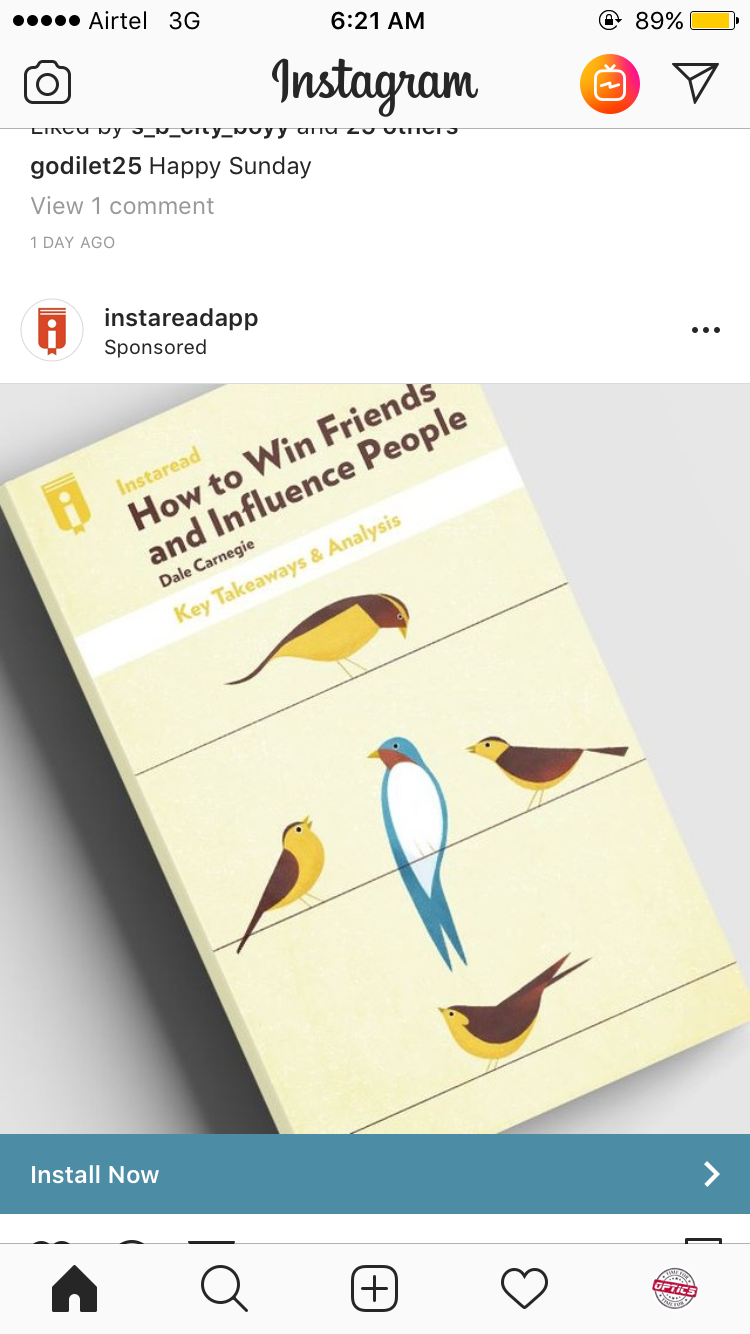 Airtel 3G 6:21 AM 89%
Instagram
Liked by s_b_city_boyy and 25 others
godilet25 Happy Sunday
View 1 comment
1 DAY AGO
instareadapp
Sponsored
Instaread
How to Win Friends
and Influence People
Dale Carnegie
Key Takeaways & Analysis
Install Now
OPTICS